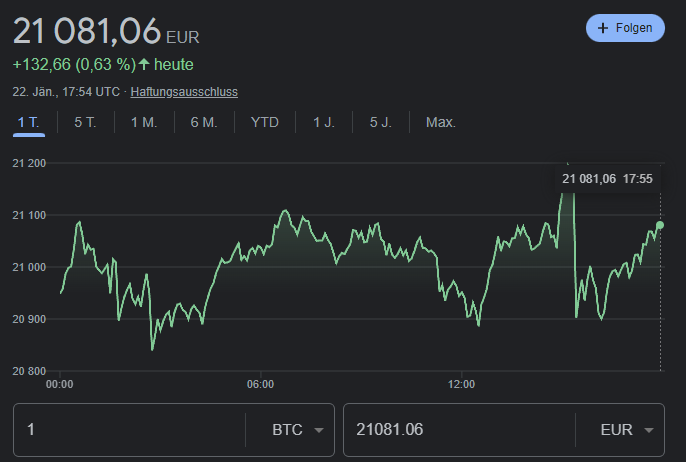 21 081,06 EUR
+ Folgen
+132,66 (0,63 %) ↑ heute
22. Jän., 17:54 UTC · Haftungsausschluss
1 T. 5 T. 1 M. 6 M. YTD 1 J. 5 J. Max.
21 200
21 081,06 17:55
21 100
21 000
20 900
20 800
00:00 06:00 12:00
1 BTC 21081.06 EUR